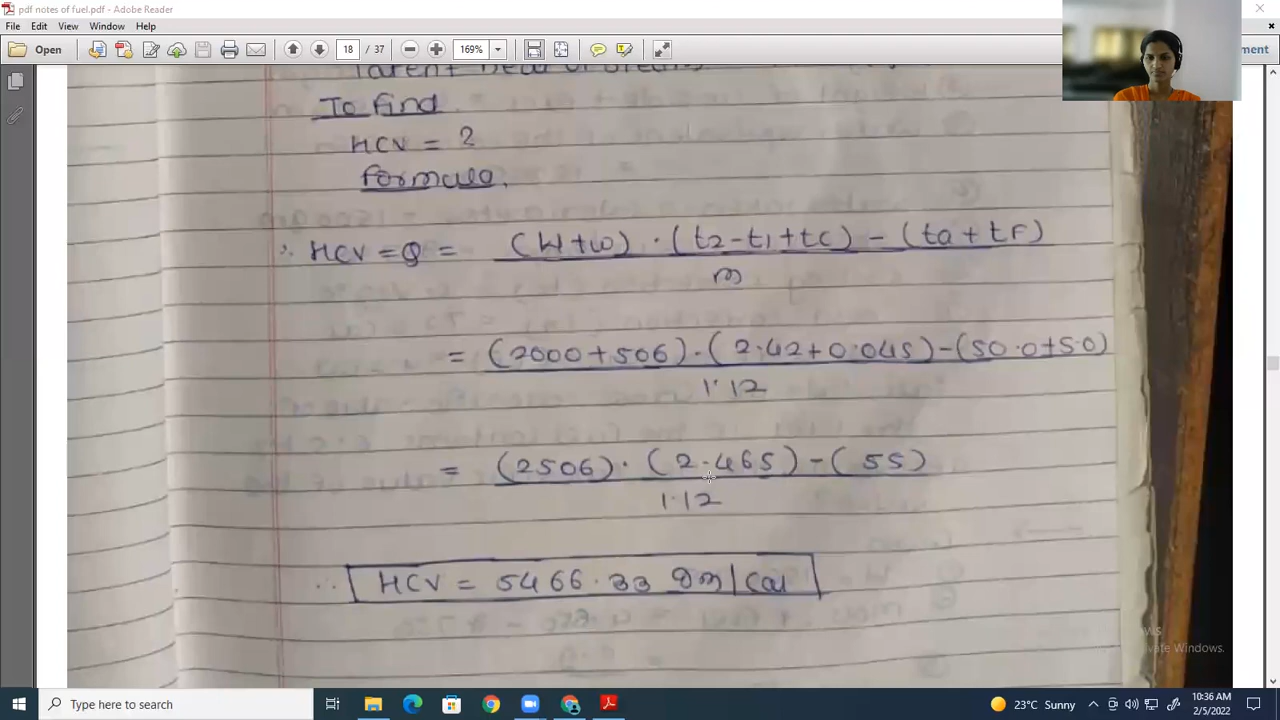 pdf notes of fuel.pdf - Adobe Reader
File Edit View Window Help
Open 18 / 37 169% ment
To find
HCV = ?
formula.
∴ HCV = Q = (W+w) · (t2-t1+tc) - (ta+tf)
m
= (2000+506) · (2.42+0.045) - (50.0+5.0)
1.12
= (2506) · (2.465) - (55)
1.12
∴ HCV = 5466.33 gm/cal
Type here to search
23°C Sunny
10:36 AM
2/5/2022